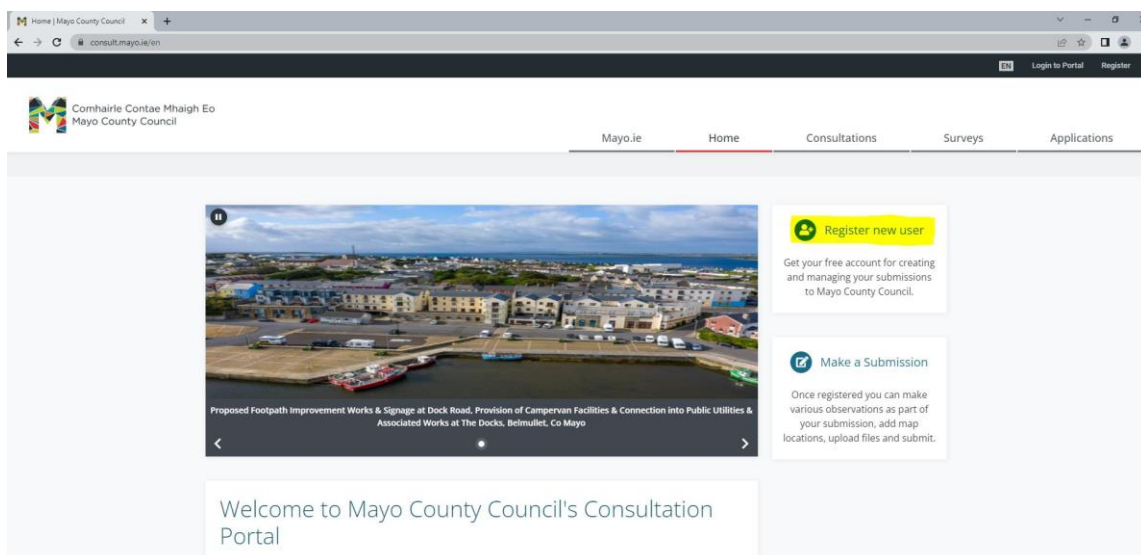 Home | Mayo County Council
consult.mayo.ie/en
EN Login to Portal Register
Comhairle Contae Mhaigh Eo
Mayo County Council
Mayo.ie Home Consultations Surveys Applications
Proposed Footpath Improvement Works & Signage at Dock Road, Provision of Campervan Facilities & Connection into Public Utilities &
Associated Works at The Docks, Belmullet, Co Mayo
Register new user
Get your free account for creating
and managing your submissions
to Mayo County Council.
Make a Submission
Once registered you can make
various observations as part of
your submission, add map
locations, upload files and submit.
Welcome to Mayo County Council's Consultation
Portal